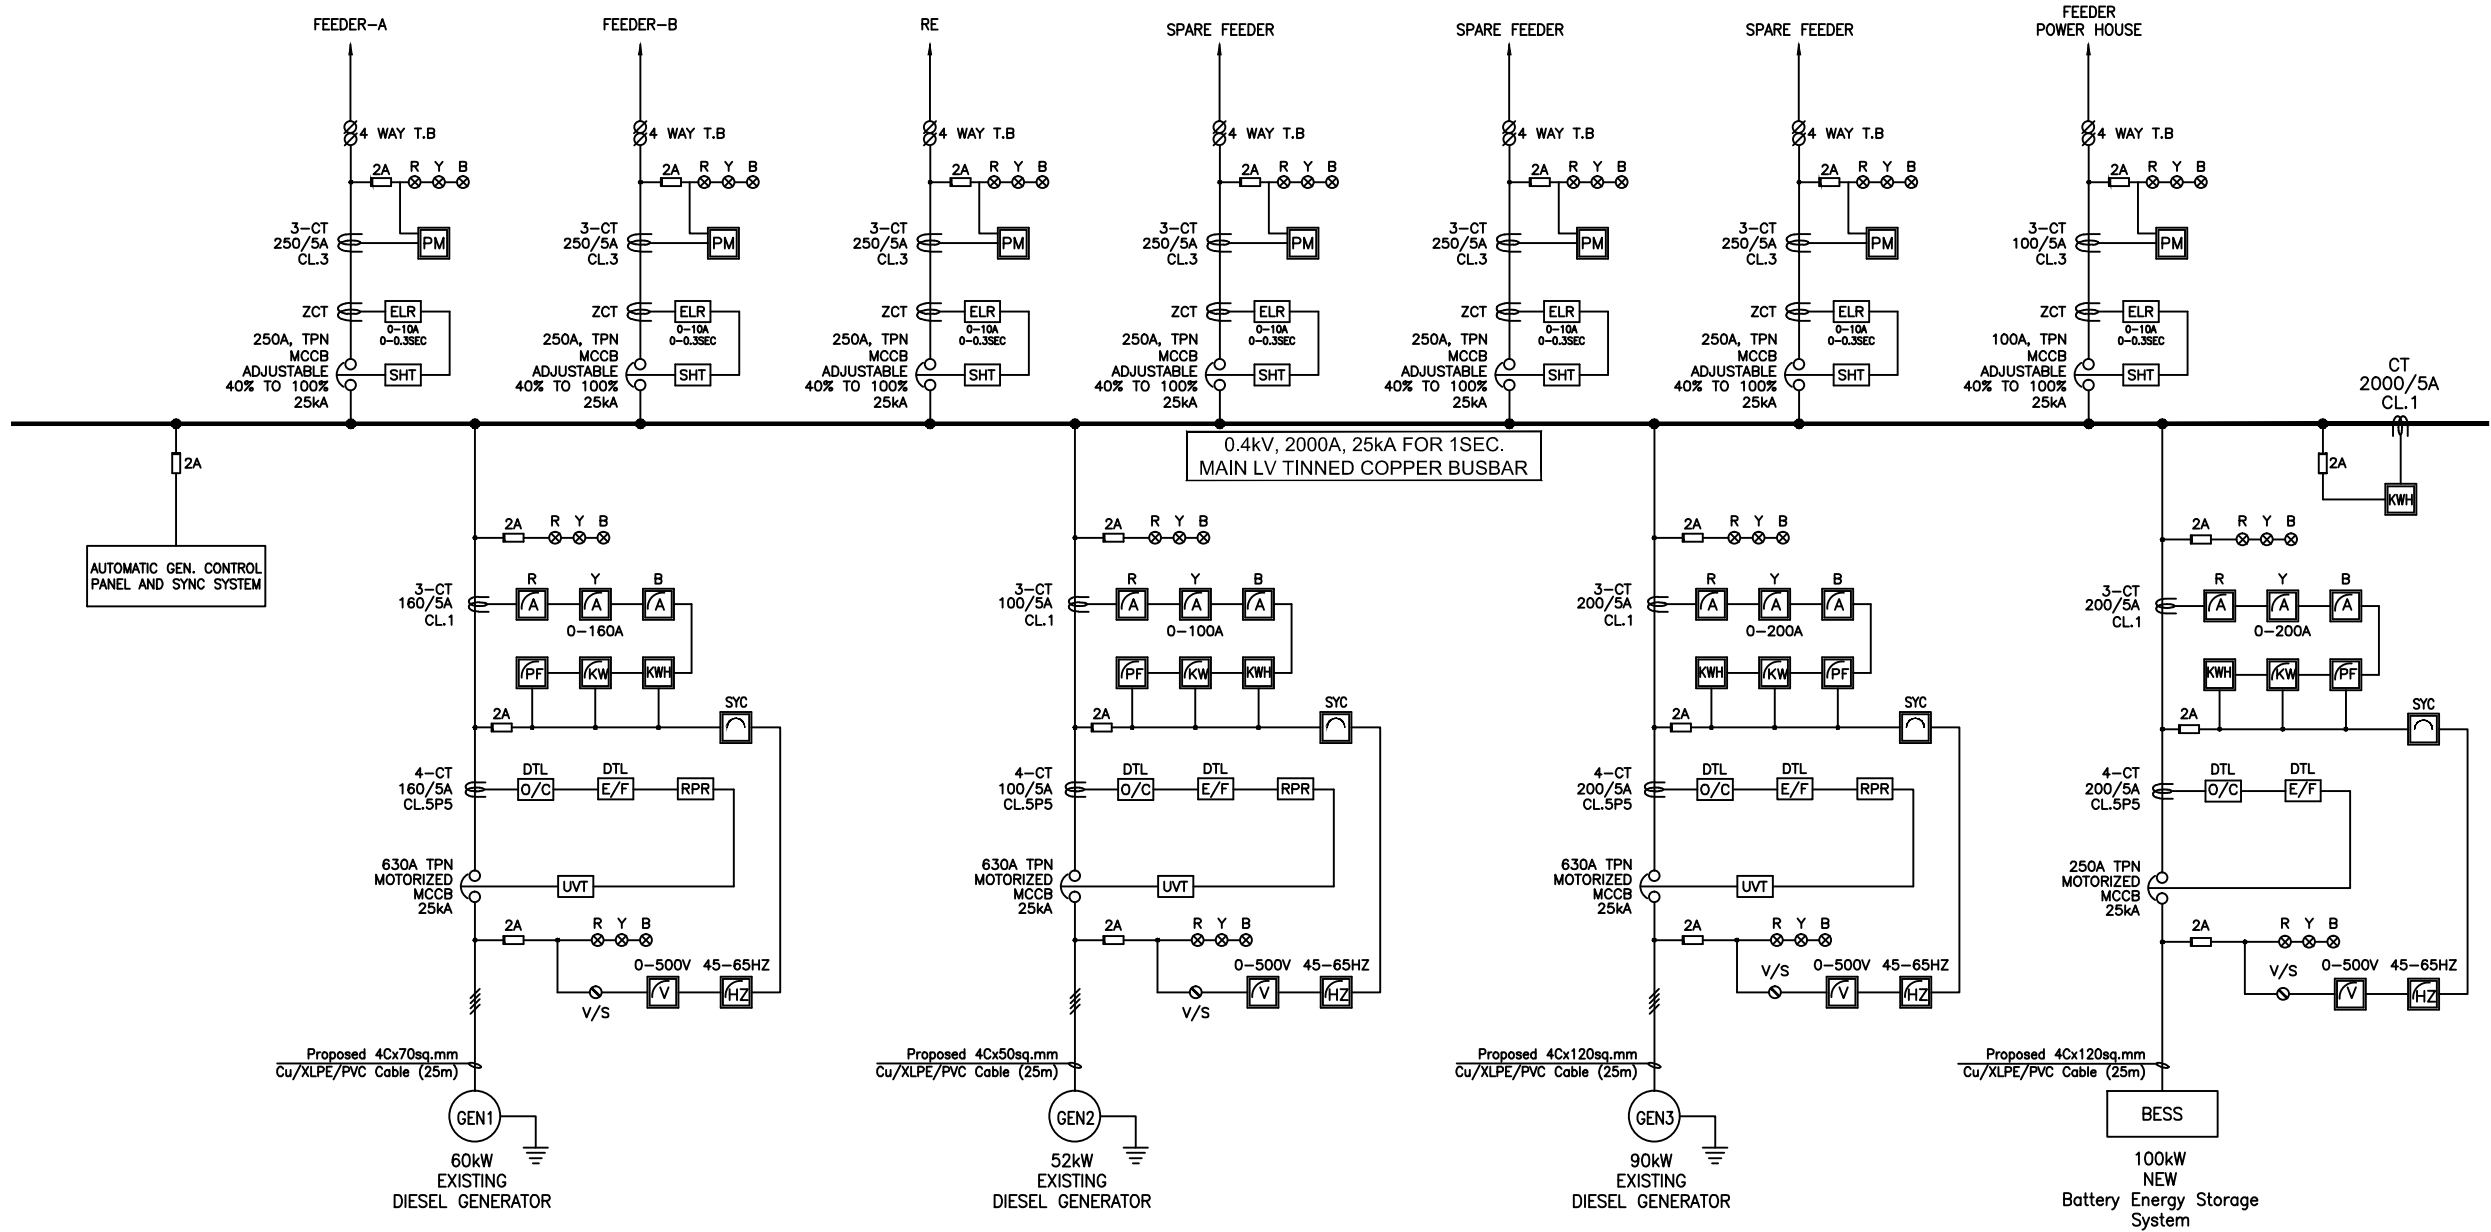 FEEDER-A
4 WAY T.B
2A
R Y B
3-CT
250/5A
CL.3
PM
ZCT
ELR
0-10A
0-0.3SEC
250A, TPN
MCCB
ADJUSTABLE
40% TO 100%
25kA
SHT
FEEDER-B
4 WAY T.B
2A
R Y B
3-CT
250/5A
CL.3
PM
ZCT
ELR
0-10A
0-0.3SEC
250A, TPN
MCCB
ADJUSTABLE
40% TO 100%
25kA
SHT
RE
4 WAY T.B
2A
R Y B
3-CT
250/5A
CL.3
PM
ZCT
ELR
0-10A
0-0.3SEC
250A, TPN
MCCB
ADJUSTABLE
40% TO 100%
25kA
SHT
SPARE FEEDER
4 WAY T.B
2A
R Y B
3-CT
250/5A
CL.3
PM
ZCT
ELR
0-10A
0-0.3SEC
250A, TPN
MCCB
ADJUSTABLE
40% TO 100%
25kA
SHT
SPARE FEEDER
4 WAY T.B
2A
R Y B
3-CT
250/5A
CL.3
PM
ZCT
ELR
0-10A
0-0.3SEC
250A, TPN
MCCB
ADJUSTABLE
40% TO 100%
25kA
SHT
SPARE FEEDER
4 WAY T.B
2A
R Y B
3-CT
250/5A
CL.3
PM
ZCT
ELR
0-10A
0-0.3SEC
250A, TPN
MCCB
ADJUSTABLE
40% TO 100%
25kA
SHT
FEEDER
POWER HOUSE
4 WAY T.B
2A
R Y B
3-CT
100/5A
CL.3
PM
ZCT
ELR
0-10A
0-0.3SEC
100A, TPN
MCCB
ADJUSTABLE
40% TO 100%
25kA
SHT
CT
2000/5A
CL.1
2A
KWH
0.4kV, 2000A, 25kA FOR 1SEC.
MAIN LV TINNED COPPER BUSBAR
2A
AUTOMATIC GEN. CONTROL
PANEL AND SYNC SYSTEM
2A
R Y B
3-CT
160/5A
CL.1
R Y B
A A A
0-160A
PF KW KWH
2A
SYC
4-CT
160/5A
CL.5P5
DTL DTL
O/C E/F RPR
630A TPN
MOTORIZED
MCCB
25kA
UVT
2A
R Y B
0-500V 45-65HZ
V HZ
V/S
Proposed 4Cx70sq.mm
Cu/XLPE/PVC Cable (25m)
GEN1
60kW
EXISTING
DIESEL GENERATOR
2A
R Y B
3-CT
100/5A
CL.1
R Y B
A A A
0-100A
PF KW KWH
2A
SYC
4-CT
100/5A
CL.5P5
DTL DTL
O/C E/F RPR
630A TPN
MOTORIZED
MCCB
25kA
UVT
2A
R Y B
0-500V 45-65HZ
V HZ
V/S
Proposed 4Cx50sq.mm
Cu/XLPE/PVC Cable (25m)
GEN2
52kW
EXISTING
DIESEL GENERATOR
2A
R Y B
3-CT
200/5A
CL.1
R Y B
A A A
0-200A
KWH KW PF
2A
SYC
4-CT
200/5A
CL.5P5
DTL DTL
O/C E/F RPR
630A TPN
MOTORIZED
MCCB
25kA
UVT
2A
R Y B
V/S 0-500V 45-65HZ
V HZ
Proposed 4Cx120sq.mm
Cu/XLPE/PVC Cable (25m)
GEN3
90kW
EXISTING
DIESEL GENERATOR
2A
R Y B
3-CT
200/5A
CL.1
R Y B
A A A
0-200A
KWH KW PF
2A
SYC
4-CT
200/5A
CL.5P5
DTL DTL
O/C E/F
250A TPN
MOTORIZED
MCCB
25kA
2A
R Y B
V/S 0-500V 45-65HZ
V HZ
Proposed 4Cx120sq.mm
Cu/XLPE/PVC Cable (25m)
BESS
100kW
NEW
Battery Energy Storage
System